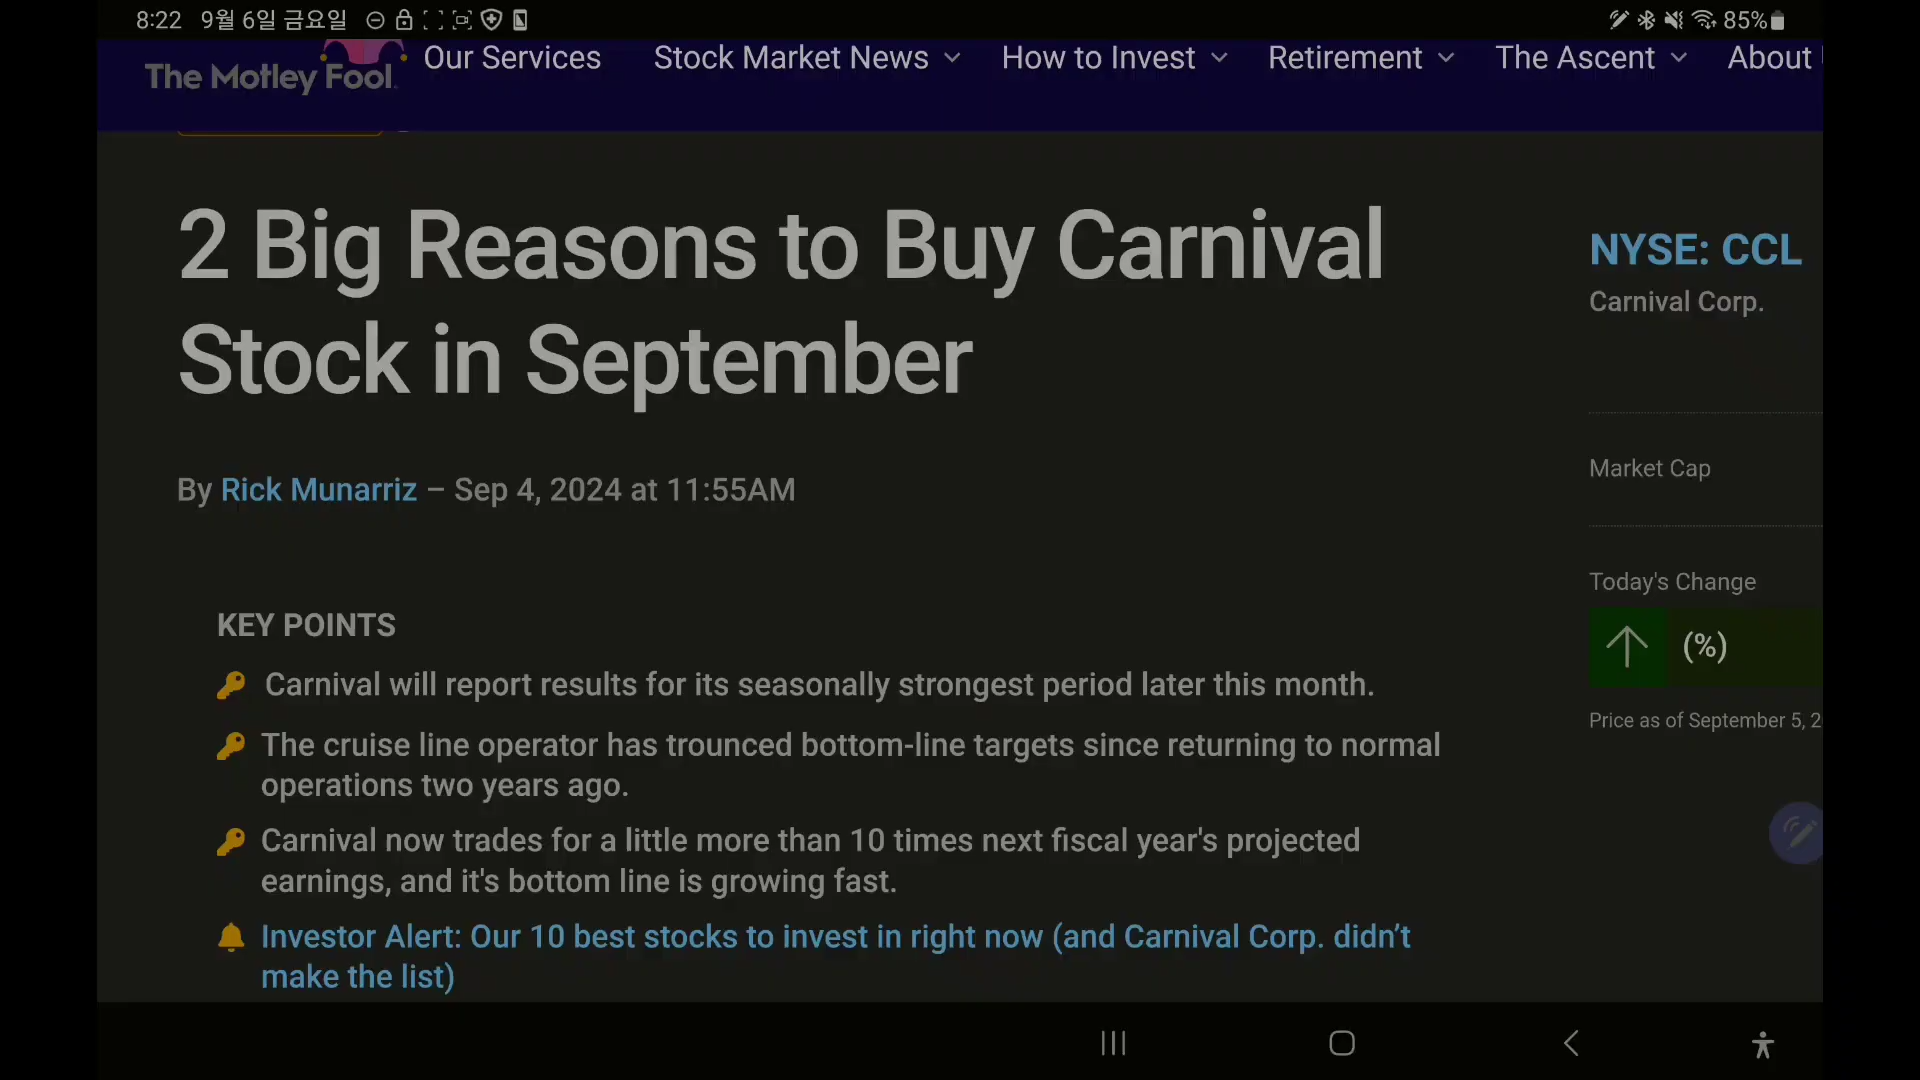 8:22 9월 6일 금요일 85%
The Motley Fool. Our Services Stock Market News How to Invest Retirement The Ascent About
2 Big Reasons to Buy Carnival
Stock in September
By Rick Munarriz – Sep 4, 2024 at 11:55AM
KEY POINTS
Carnival will report results for its seasonally strongest period later this month.
The cruise line operator has trounced bottom-line targets since returning to normal
operations two years ago.
Carnival now trades for a little more than 10 times next fiscal year's projected
earnings, and it's bottom line is growing fast.
Investor Alert: Our 10 best stocks to invest in right now (and Carnival Corp. didn't
make the list)
NYSE: CCL
Carnival Corp.
Market Cap
Today's Change
(%)
Price as of September 5, 2